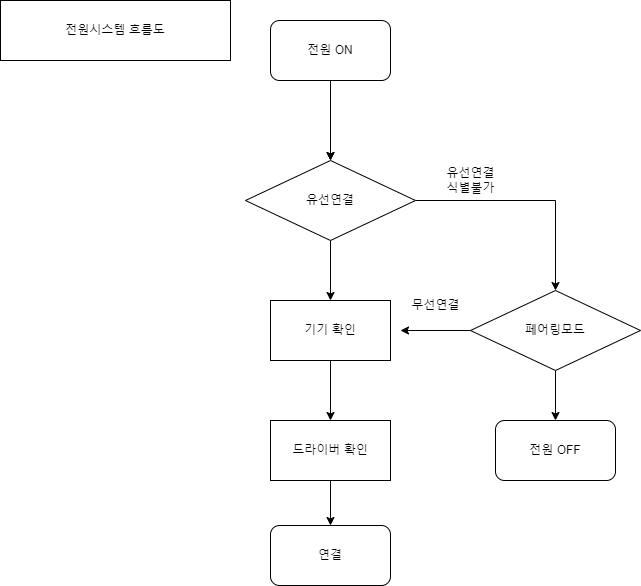 전원시스템 흐름도
전원 ON
유선연결
유선연결
식별불가
무선연결
기기 확인
페어링모드
드라이버 확인
전원 OFF
연결